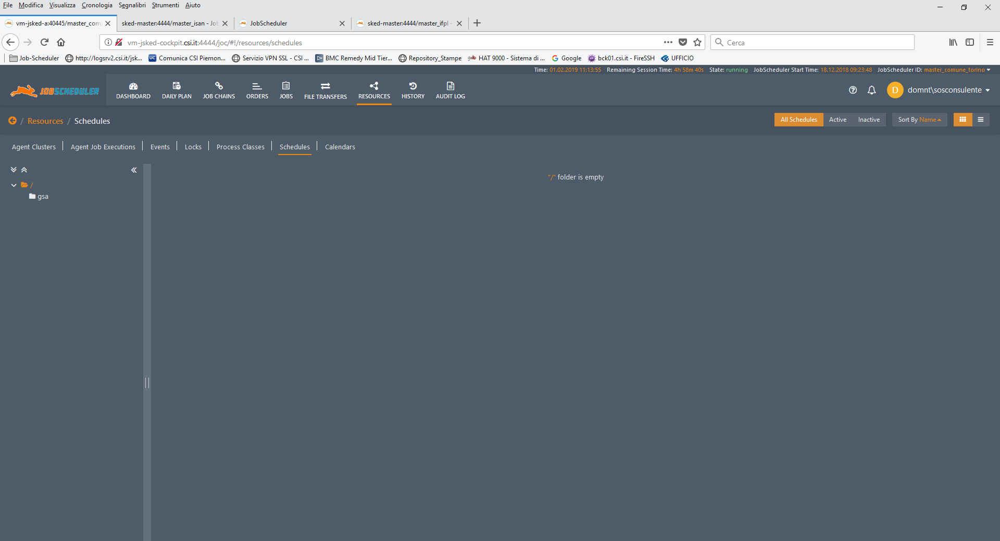 File Modifica Visualizza Cronologia Segnalibri Strumenti Aiuto
vm-jsked-a:40445/master_com
sked-master:4444/master_isan - Job
JobScheduler
sked-master:4444/master_ifpl -
vm-jsked-cockpit.csi.it:4444/joc/#!/resources/schedules
Cerca
Job-Scheduler http://logsrv2.csi.it/jsk... UC Comunica CSI Piemon... Servizio VPN SSL - CSI ... BMC Remedy Mid Tier... Repository_Stampe HAT 9000 - Sistema di ... G Google bck01.csi.it - FireSSH UFFICIO
Time: 01.02.2019 11:13:55 Remaining Session Time: 4h 58m 40s State: running JobScheduler Start Time: 18.12.2018 09:23:48 JobScheduler ID: master_comune_torino
JOBSCHEDULER
DASHBOARD DAILY PLAN JOB CHAINS ORDERS JOBS FILE TRANSFERS RESOURCES HISTORY AUDIT LOG
D domnt\sosconsulente
/ Resources / Schedules
All Schedules Active Inactive Sort By Name
Agent Clusters Agent Job Executions Events Locks Process Classes Schedules Calendars
"/" folder is empty
/
gsa